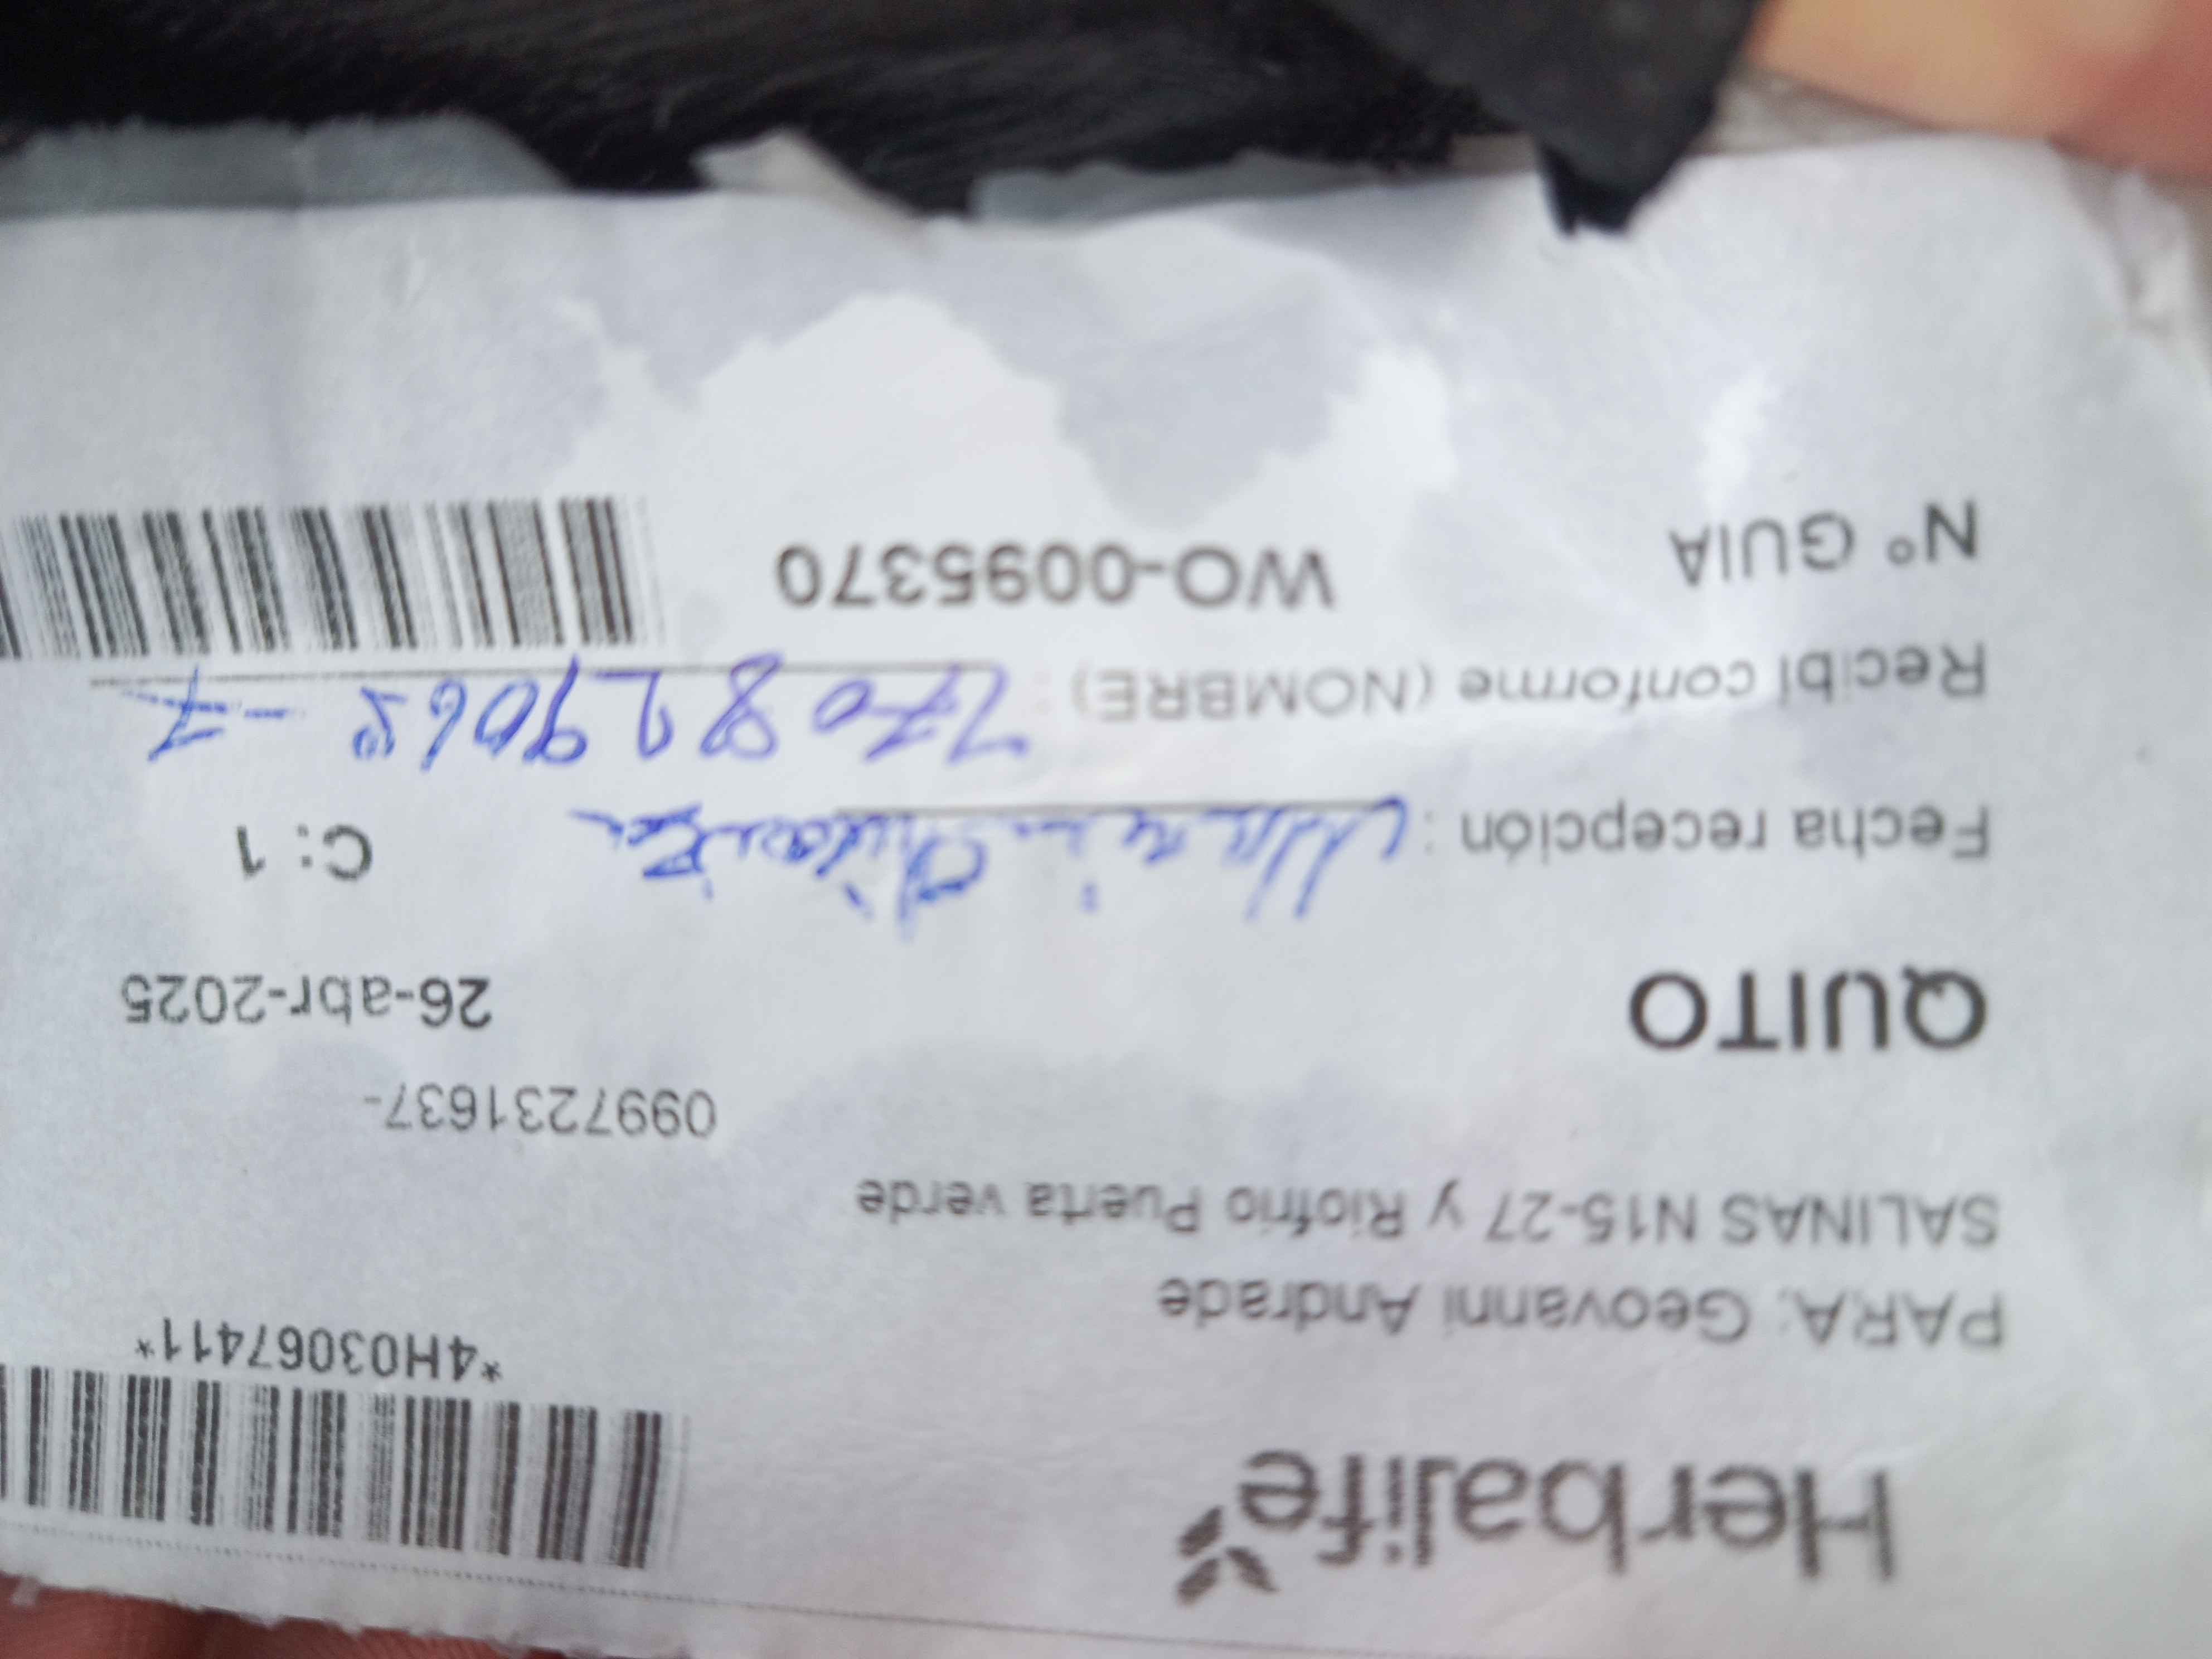 Herbalife
*4H03067411*
PARA: Geovanni Andrade
SALINAS N15-27 y Riofrio Puerta verde
0997231637-
QUITO
26-abr-2025
Fecha recepción :
C: 1
Recibí conforme (NOMBRE) :
N° GUIA WO-0095370